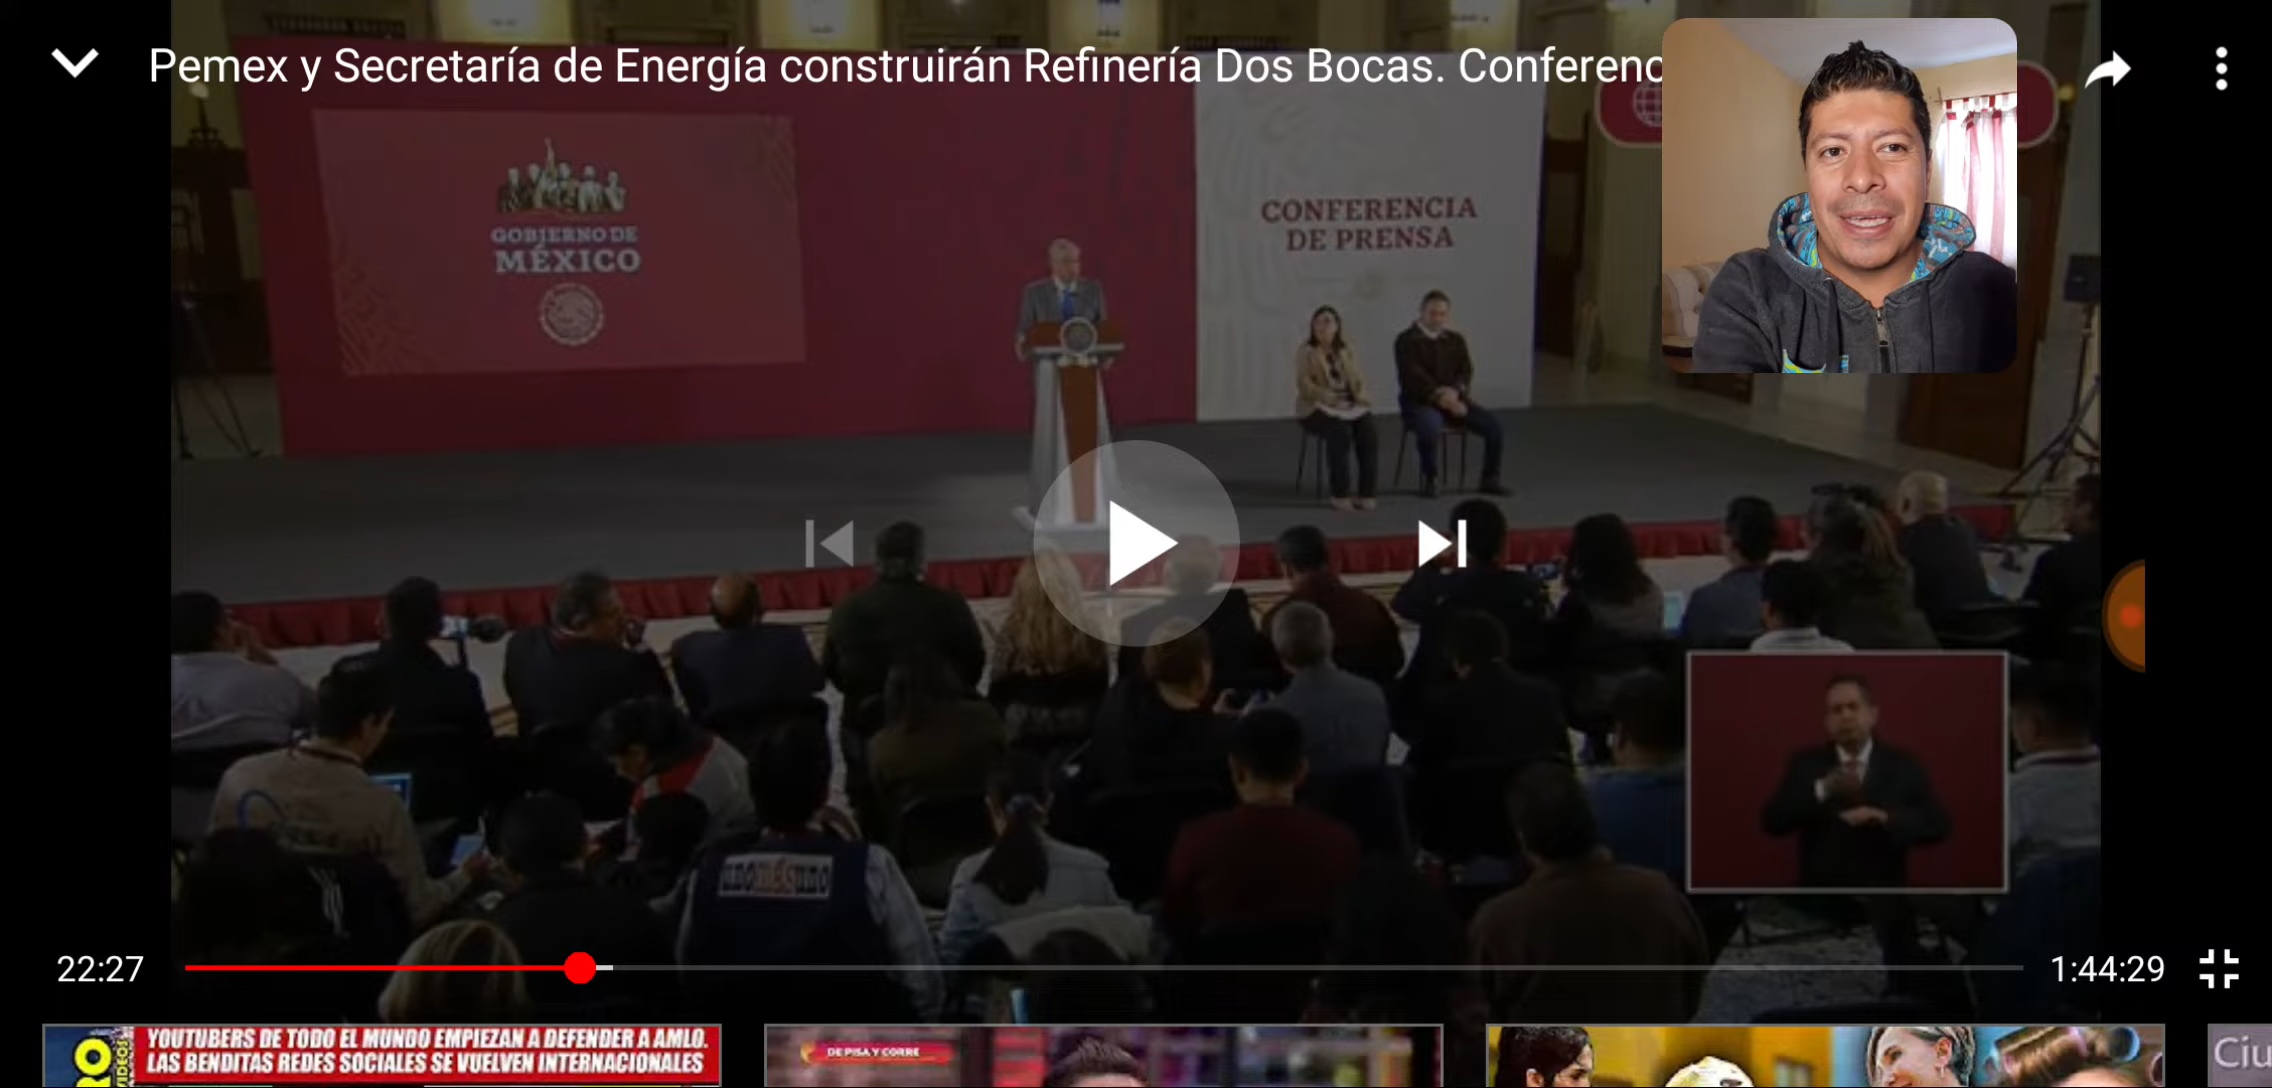 Pemex y Secretaría de Energía construirán Refinería Dos Bocas. Conferenc
GOBIERNO DE
MÉXICO
CONFERENCIA
DE PRENSA
22:27
1:44:29
YOUTUBERS DE TODO EL MUNDO EMPIEZAN A DEFENDER A AMLO.
LAS BENDITAS REDES SOCIALES SE VUELVEN INTERNACIONALES
VIDEOS
DE PISA Y CORRE
Ciu